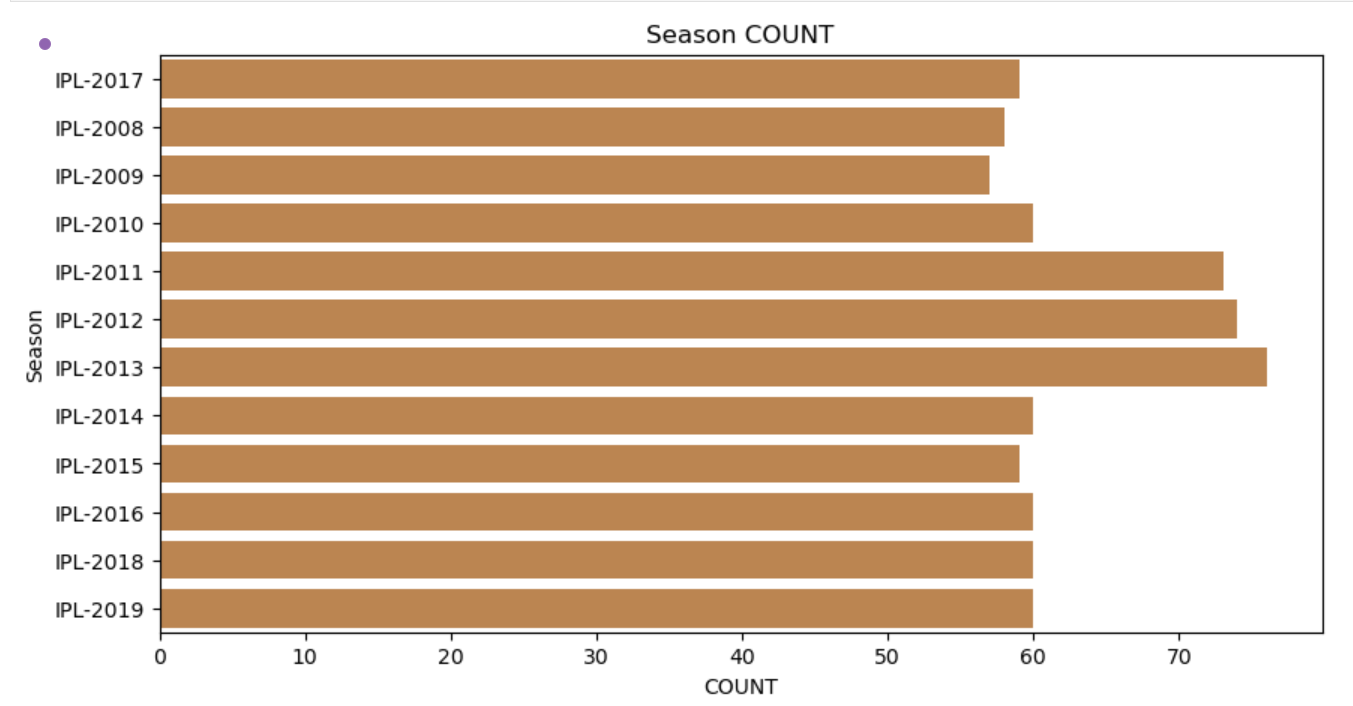 Season COUNT
IPL-2017
IPL-2008
IPL-2009
IPL-2010
IPL-2011
IPL-2012
IPL-2013
IPL-2014
IPL-2015
IPL-2016
IPL-2018
IPL-2019
Season
0 10 20 30 40 50 60 70
COUNT